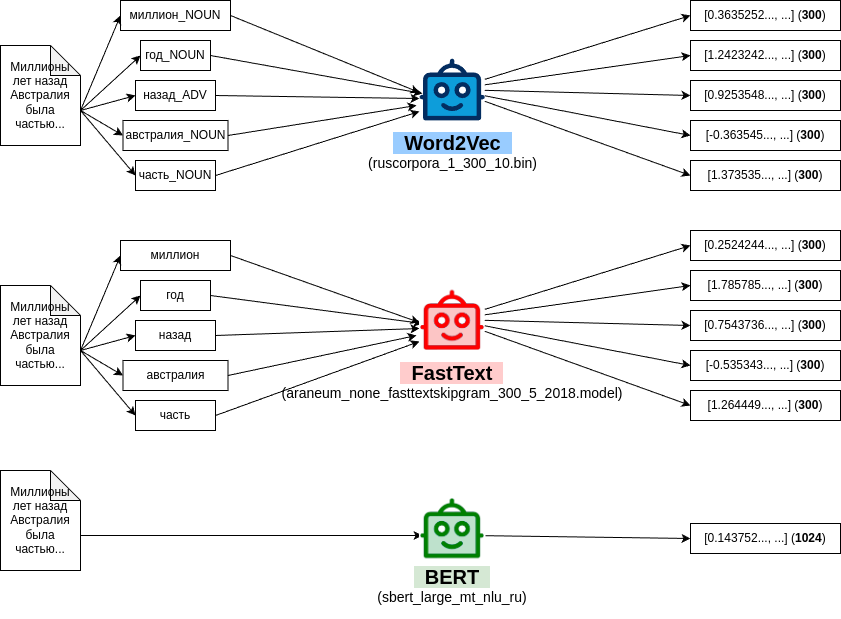 Миллионы
лет назад
Австралия
была
частью...
миллион_NOUN
год_NOUN
назад_ADV
австралия_NOUN
часть_NOUN
Word2Vec
(ruscorpora_1_300_10.bin)
[0.3635252..., ...] (300)
[1.2423242..., ...] (300)
[0.9253548..., ...] (300)
[-0.363545..., ...] (300)
[1.373535..., ...] (300)
Миллионы
лет назад
Австралия
была
частью...
миллион
год
назад
австралия
часть
FastText
(araneum_none_fasttextskipgram_300_5_2018.model)
[0.2524244..., ...] (300)
[1.785785..., ...] (300)
[0.7543736..., ...] (300)
[-0.535343..., ...] (300)
[1.264449..., ...] (300)
Миллионы
лет назад
Австралия
была
частью...
BERT
(sbert_large_mt_nlu_ru)
[0.143752..., ...] (1024)